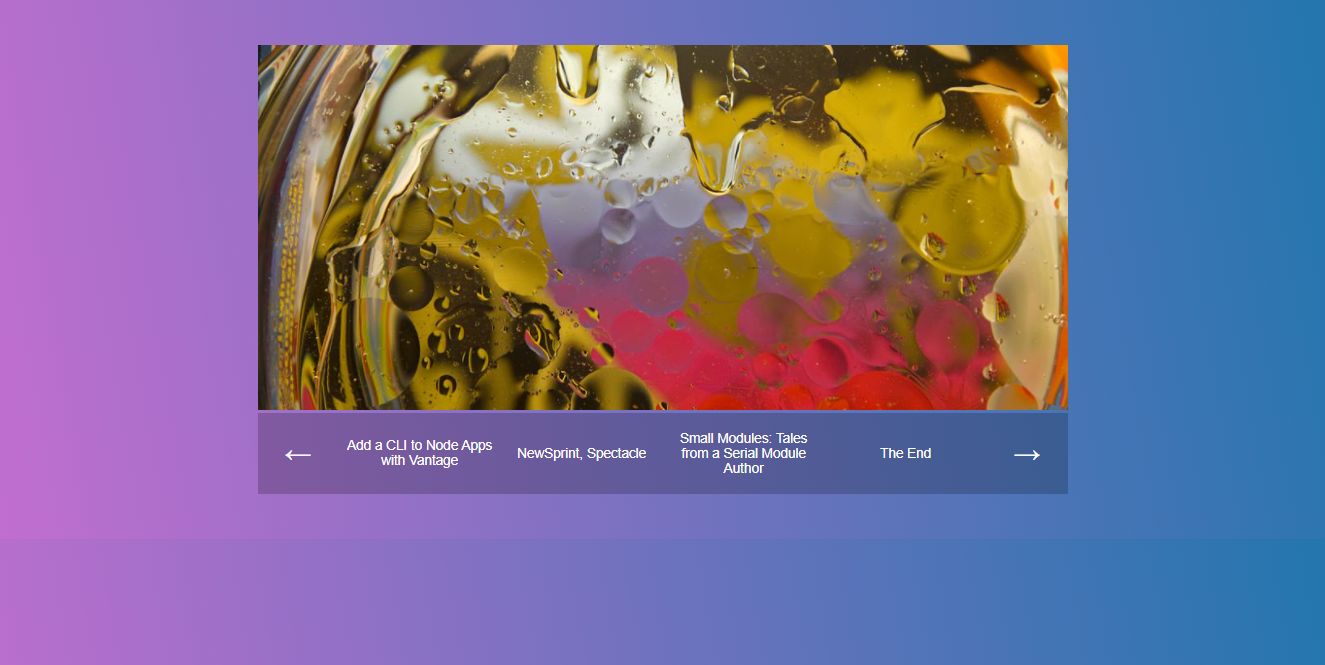 ←
Add a CLI to Node Apps
with Vantage
NewSprint, Spectacle
Small Modules: Tales
from a Serial Module
Author
The End
→